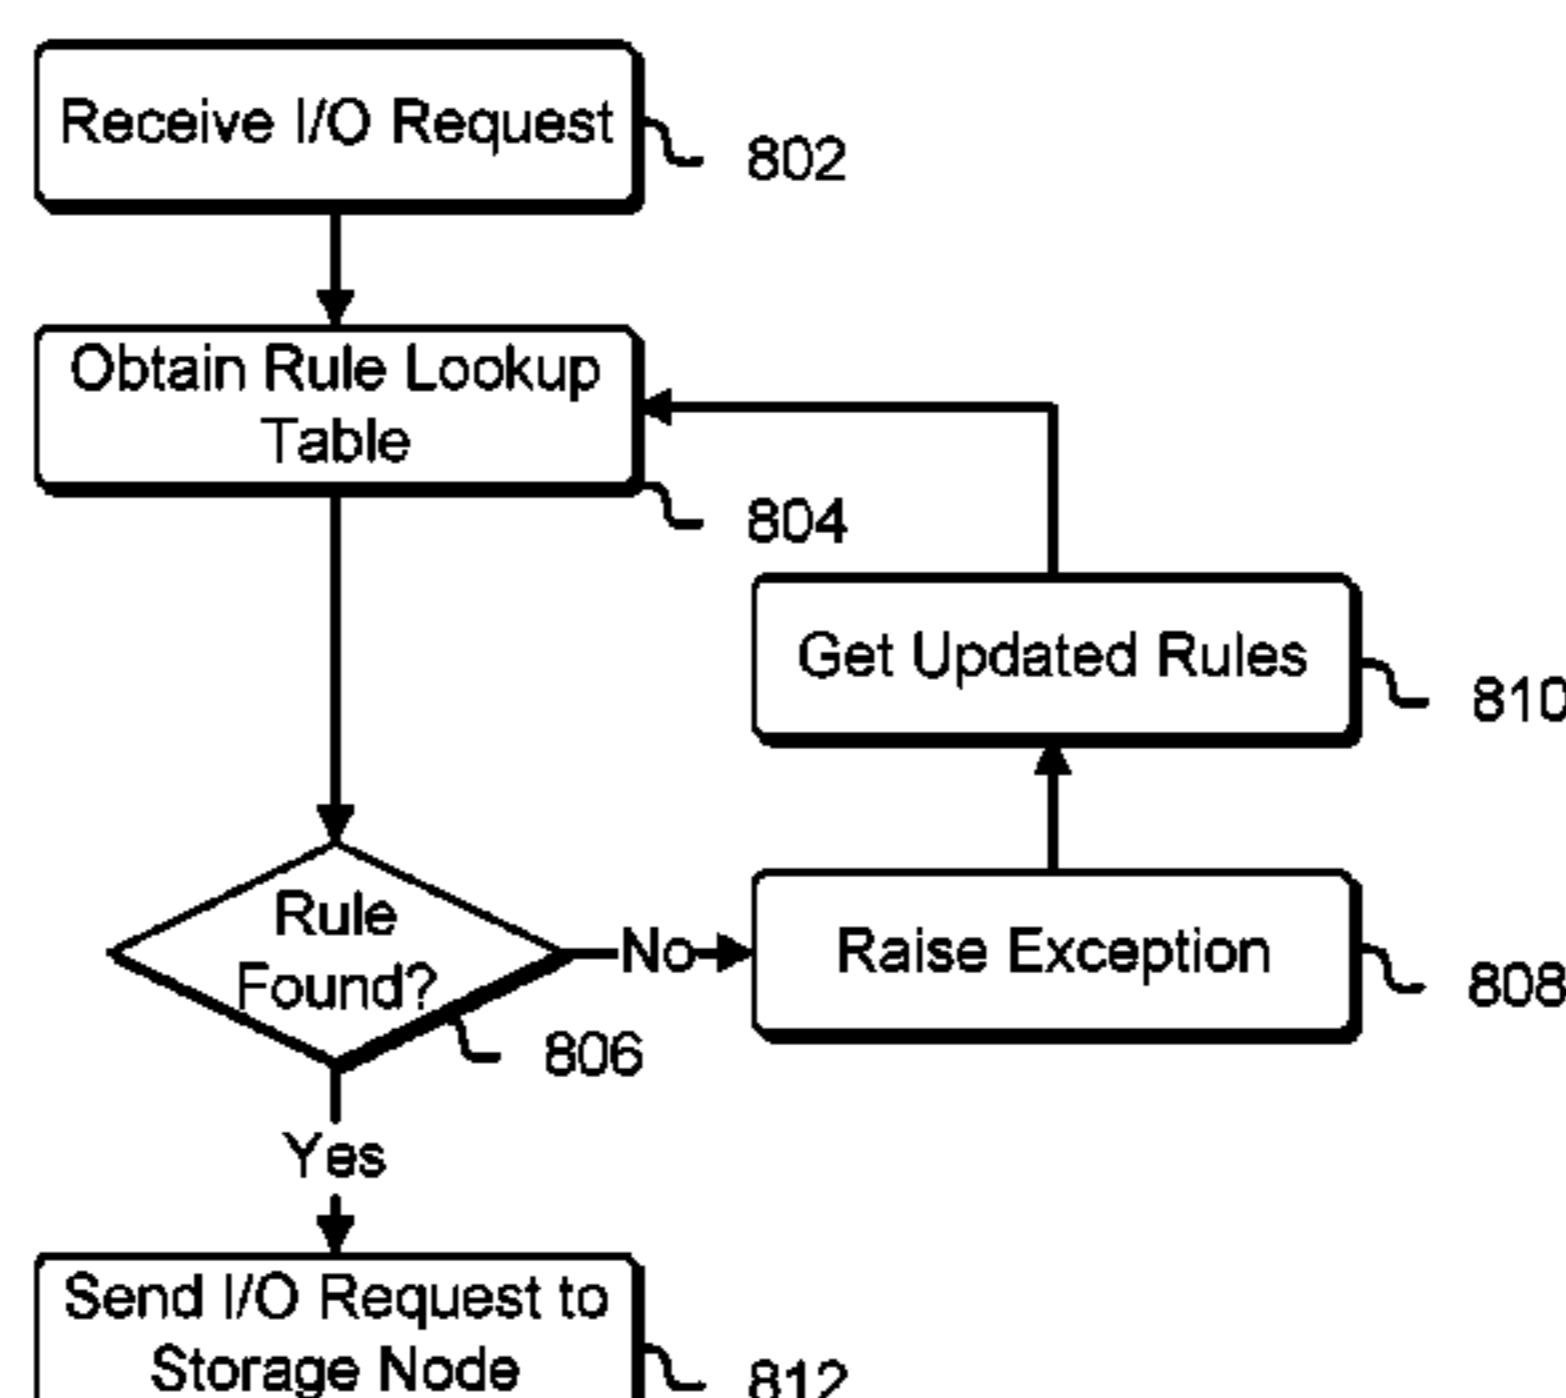 Receive I/O Request
802
Obtain Rule Lookup
Table
804
Get Updated Rules
810
Rule
Found?
806
No
Raise Exception
808
Yes
Send I/O Request to
Storage Node
812